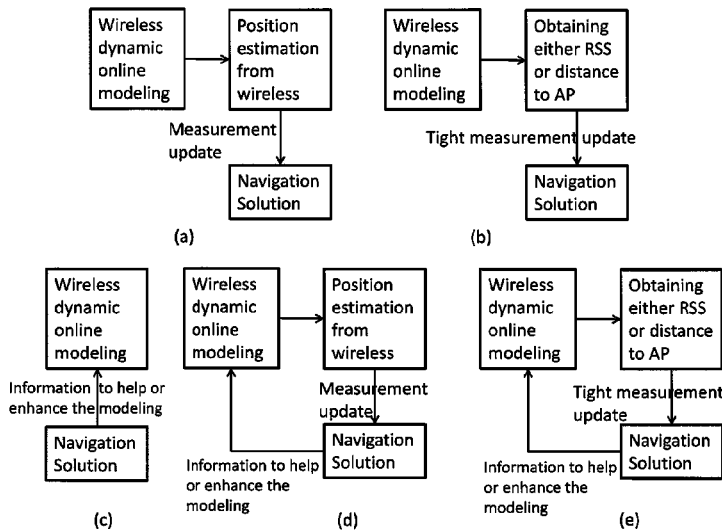 Wireless
dynamic
online
modeling
Position
estimation
from
wireless
Measurement
update
Navigation
Solution
(a)
Wireless
dynamic
online
modeling
Obtaining
either RSS
or distance
to AP
Tight measurement update
Navigation
Solution
(b)
Wireless
dynamic
online
modeling
Information to help or
enhance the modeling
Navigation
Solution
(c)
Wireless
dynamic
online
modeling
Position
estimation
from
wireless
Measurement
update
Navigation
Solution
Information to help
or enhance the
modeling
(d)
Wireless
dynamic
online
modeling
Obtaining
either RSS
or distance
to AP
Tight measurement
update
Navigation
Solution
Information to help
or enhance the
modeling
(e)